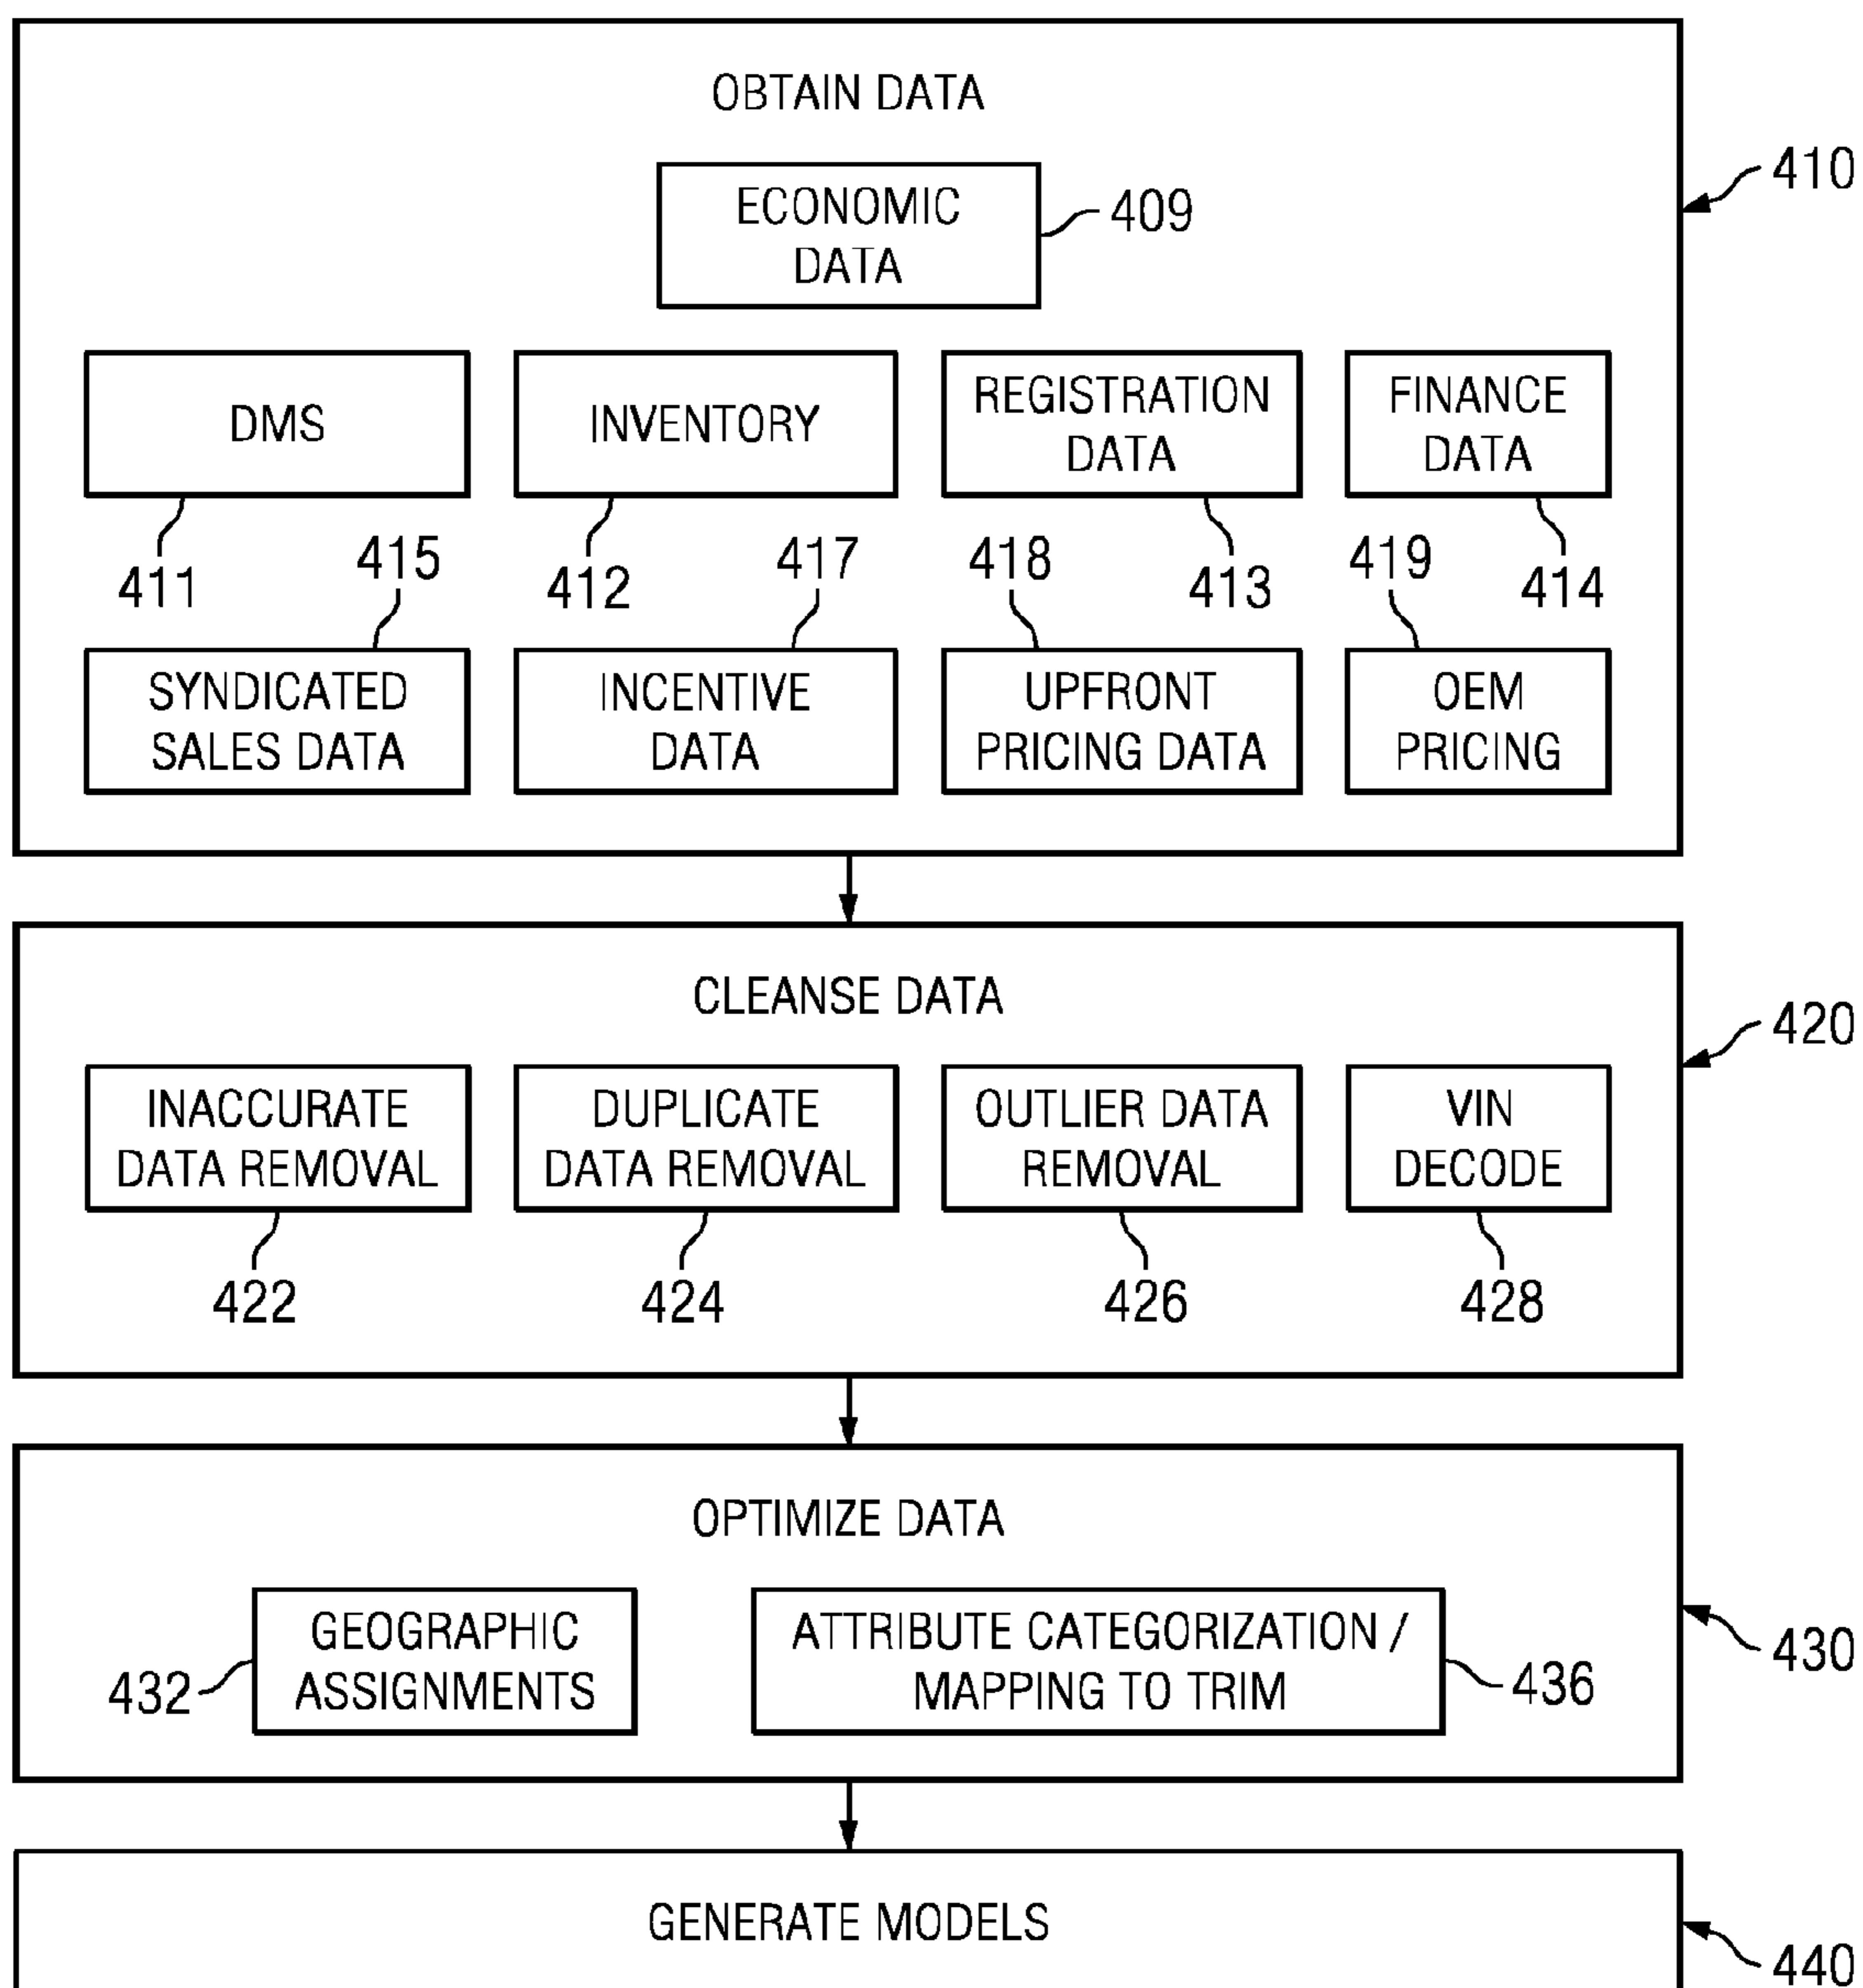 OBTAIN DATA
410
ECONOMIC
DATA
409
DMS
INVENTORY
REGISTRATION
DATA
FINANCE
DATA
411
412
413
414
415
417
418
419
SYNDICATED
SALES DATA
INCENTIVE
DATA
UPFRONT
PRICING DATA
OEM
PRICING
CLEANSE DATA
420
INACCURATE
DATA REMOVAL
DUPLICATE
DATA REMOVAL
OUTLIER DATA
REMOVAL
VIN
DECODE
422
424
426
428
OPTIMIZE DATA
430
GEOGRAPHIC
ASSIGNMENTS
432
ATTRIBUTE CATEGORIZATION /
MAPPING TO TRIM
436
GENERATE MODELS
440